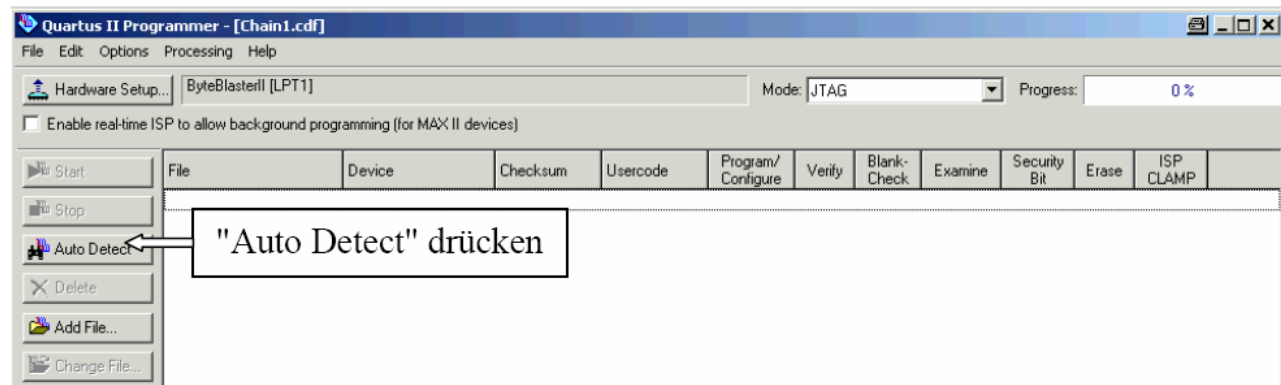 Quartus II Programmer - [Chain1.cdf]
File Edit Options Processing Help
Hardware Setup... ByteBlasterII [LPT1] Mode: JTAG Progress: 0 %
Enable real-time ISP to allow background programming (for MAX II devices)
Start
File Device Checksum Usercode Program/Configure Verify Blank-Check Examine Security Bit Erase ISP CLAMP
Stop
Auto Detect
"Auto Detect" drücken
Delete
Add File...
Change File...